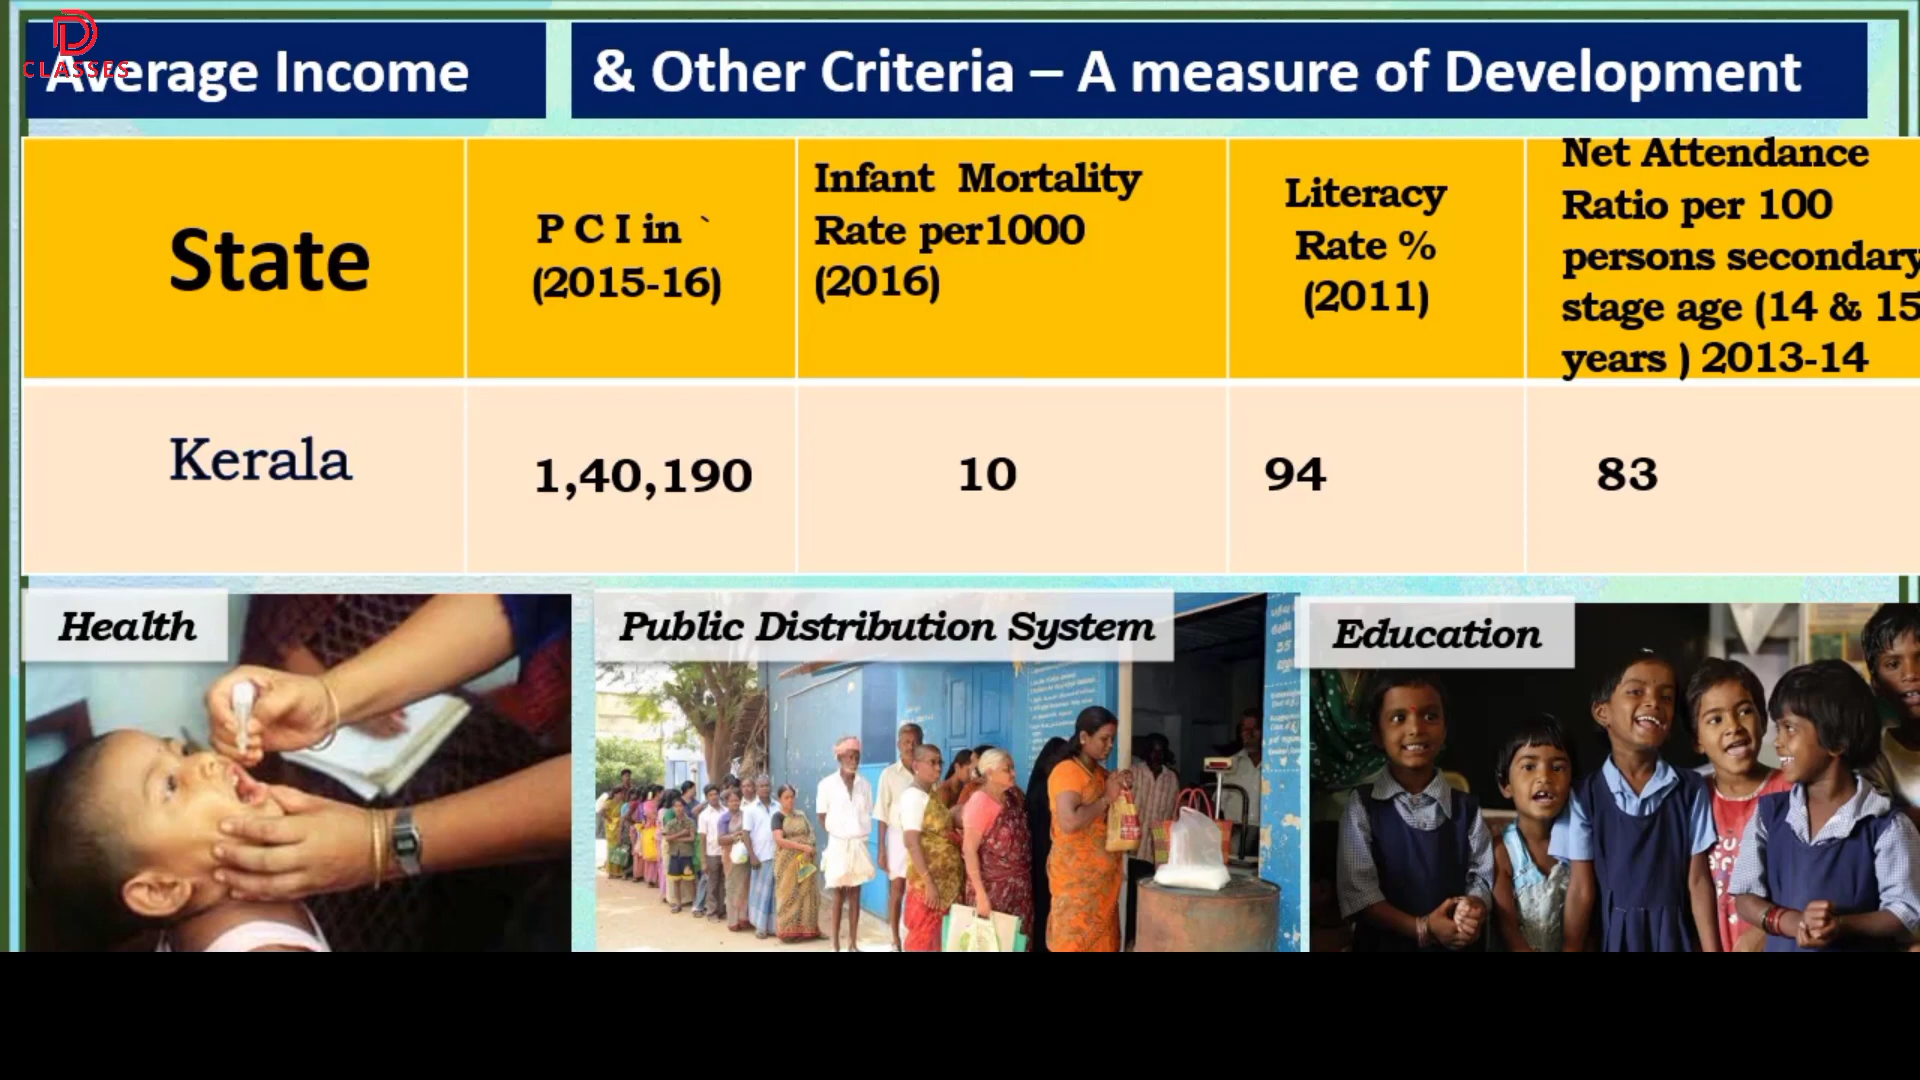 D
CLASSES
Average Income
& Other Criteria – A measure of Development
State
P C I in `
(2015-16)
Infant Mortality
Rate per1000
(2016)
Literacy
Rate %
(2011)
Net Attendance
Ratio per 100
persons secondary
stage age (14 & 15
years ) 2013-14
Kerala
1,40,190
10
94
83
Health
Public Distribution System
Education